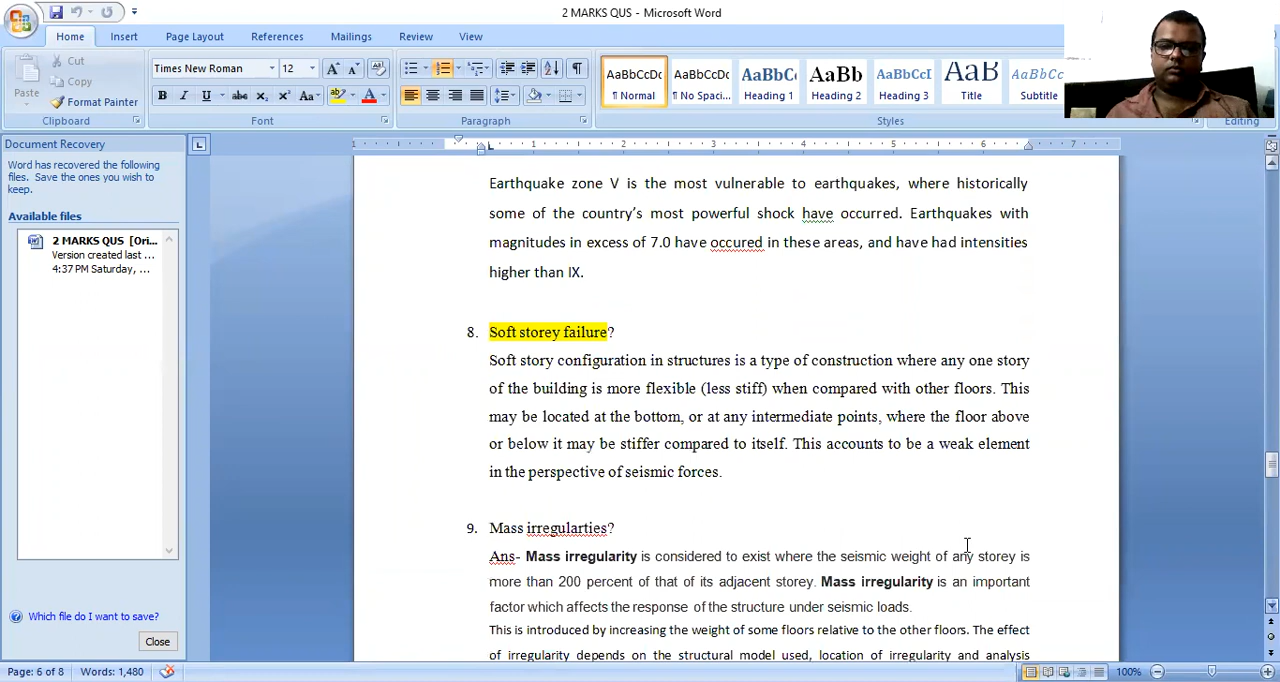 2 MARKS QUS - Microsoft Word
Home Insert Page Layout References Mailings Review View
Paste
Cut
Copy
Format Painter
Clipboard
Times New Roman 12
Font
Paragraph
AaBbCcDc AaBbCcDc AaBbC AaBb AaBbCcI AaB AaBbCcL
¶ Normal ¶ No Spaci... Heading 1 Heading 2 Heading 3 Title Subtitle
Styles
Editing
Document Recovery
Word has recovered the following
files. Save the ones you wish to
keep.
Available files
2 MARKS QUS [Ori...
Version created last ...
4:37 PM Saturday, ...
Which file do I want to save?
Close
1 1 2 3 4 5 6 7
Earthquake zone V is the most vulnerable to earthquakes, where historically
some of the country's most powerful shock have occurred. Earthquakes with
magnitudes in excess of 7.0 have occured in these areas, and have had intensities
higher than IX.
8. Soft storey failure?
Soft story configuration in structures is a type of construction where any one story
of the building is more flexible (less stiff) when compared with other floors. This
may be located at the bottom, or at any intermediate points, where the floor above
or below it may be stiffer compared to itself. This accounts to be a weak element
in the perspective of seismic forces.
9. Mass irregularties?
Ans- Mass irregularity is considered to exist where the seismic weight of any storey is
more than 200 percent of that of its adjacent storey. Mass irregularity is an important
factor which affects the response of the structure under seismic loads.
This is introduced by increasing the weight of some floors relative to the other floors. The effect
of irregularity depends on the structural model used, location of irregularity and analysis
Page: 6 of 8 Words: 1,480 100%